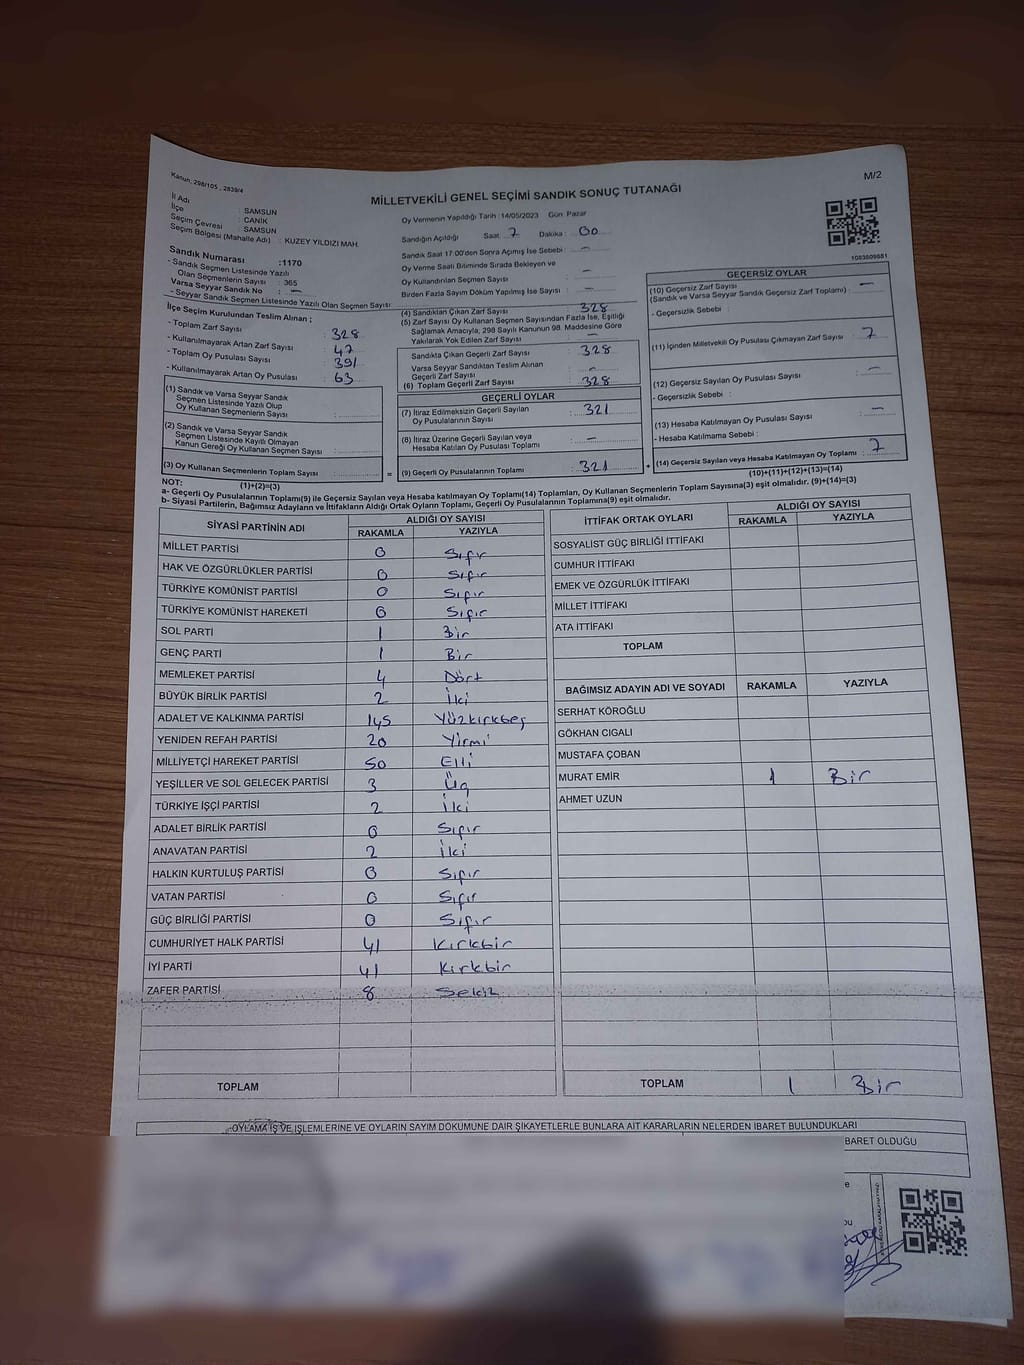 Kanun: 298/105 , 2839/4
MİLLETVEKİLİ GENEL SEÇİMİ SANDIK SONUÇ TUTANAĞI
M/2
İl Adı : SAMSUN
İlçe : CANİK
Seçim Çevresi : SAMSUN
Seçim Bölgesi (Mahalle Adı) : KUZEY YILDIZI MAH.
Sandık Numarası :1170
- Sandık Seçmen Listesinde Yazılı
Olan Seçmenlerin Sayısı : 365
Varsa Seyyar Sandık No : —
- Seyyar Sandık Seçmen Listesinde Yazılı Olan Seçmen Sayısı
Oy Vermenin Yapıldığı Tarih :14/05/2023 Gün: Pazar
Sandığın Açıldığı Saat 7 Dakika : 00
Sandık Saat 17:00'den Sonra Açımış İse Sebebi : —
Oy Verme Saati Bitiminde Sırada Bekleyen ve
Oy Kullandırılan Seçmen Sayısı : —
Birden Fazla Sayım Döküm Yapılmış İse Sayısı : —
1083809881
İlçe Seçim Kurulundan Teslim Alınan ;
- Toplam Zarf Sayısı : 328
- Kullanılmayarak Artan Zarf Sayısı : 47
- Toplam Oy Pusulası Sayısı : 391
- Kullanılmayarak Artan Oy Pusulası : 63
(1) Sandık ve Varsa Seyyar Sandık
Seçmen Listesinde Yazılı Olup
Oy Kullanan Seçmenlerin Sayısı :
(2) Sandık ve Varsa Seyyar Sandık
Seçmen Listesinde Kayıtlı Olmayan
Kanun Gereği Oy Kullanan Seçmen Sayısı :
(3) Oy Kullanan Seçmenlerin Toplam Sayısı =
(1)+(2)=(3)
(4) Sandıktan Çıkan Zarf Sayısı : 328
(5) Zarf Sayısı Oy Kullanan Seçmen Sayısından Fazla İse, Eşitliği
Sağlamak Amacıyla; 298 Sayılı Kanunun 98. Maddesine Göre
Yakılarak Yok Edilen Zarf Sayısı : —
Sandıkta Çıkan Geçerli Zarf Sayısı : 328
Varsa Seyyar Sandıktan Teslim Alınan
Geçerli Zarf Sayısı : —
(6) Toplam Geçerli Zarf Sayısı : 328
GEÇERLİ OYLAR
(7) İtiraz Edilmeksizin Geçerli Sayılan
Oy Pusulalarının Sayısı : 321
(8) İtiraz Üzerine Geçerli Sayılan veya
Hesaba Katılan Oy Pusulası Toplamı : —
(9) Geçerli Oy Pusulalarının Toplamı : 321 +
GEÇERSİZ OYLAR
(10) Geçersiz Zarf Sayısı : —
(Sandık ve Varsa Seyyar Sandık Geçersiz Zarf Toplamı)
- Geçersizlik Sebebi :
(11) İçinden Milletvekili Oy Pusulası Çıkmayan Zarf Sayısı : 7
(12) Geçersiz Sayılan Oy Pusulası Sayısı : —
- Geçersizlik Sebebi :
(13) Hesaba Katılmayan Oy Pusulası Sayısı : —
- Hesaba Katılmama Sebebi :
(14) Geçersiz Sayılan veya Hesaba Katılmayan Oy Toplamı : 7
(10)+(11)+(12)+(13)=(14)
NOT:
a- Geçerli Oy Pusulalarının Toplamı(9) ile Geçersiz Sayılan veya Hesaba katılmayan Oy Toplamı(14) Toplamları, Oy Kullanan Seçmenlerin Toplam Sayısına(3) eşit olmalıdır. (9)+(14)=(3)
b- Siyasi Partilerin, Bağımsız Adayların ve İttifakların Aldığı Ortak Oyların Toplamı, Geçerli Oy Pusulalarının Toplamına(9) eşit olmalıdır.
SİYASİ PARTİNİN ADI ALDIĞI OY SAYISI
RAKAMLA YAZIYLA
MİLLET PARTİSİ 0 Sıfır
HAK VE ÖZGÜRLÜKLER PARTİSİ 0 Sıfır
TÜRKİYE KOMÜNİST PARTİSİ 0 Sıfır
TÜRKİYE KOMÜNİST HAREKETİ 0 Sıfır
SOL PARTİ 1 Bir
GENÇ PARTİ 1 Bir
MEMLEKET PARTİSİ 4 Dört
BÜYÜK BİRLİK PARTİSİ 2 İki
ADALET VE KALKINMA PARTİSİ 145 Yüzkırkbeş
YENİDEN REFAH PARTİSİ 20 Yirmi
MİLLİYETÇİ HAREKET PARTİSİ 50 Elli
YEŞİLLER VE SOL GELECEK PARTİSİ 3 Üç
TÜRKİYE İŞÇİ PARTİSİ 2 İki
ADALET BİRLİK PARTİSİ 0 Sıfır
ANAVATAN PARTİSİ 2 İki
HALKIN KURTULUŞ PARTİSİ 0 Sıfır
VATAN PARTİSİ 0 Sıfır
GÜÇ BİRLİĞİ PARTİSİ 0 Sıfır
CUMHURİYET HALK PARTİSİ 41 Kırkbir
İYİ PARTİ 41 Kırkbir
ZAFER PARTİSİ 8 Sekiz
TOPLAM
İTTİFAK ORTAK OYLARI ALDIĞI OY SAYISI
RAKAMLA YAZIYLA
SOSYALİST GÜÇ BİRLİĞİ İTTİFAKI
CUMHUR İTTİFAKI
EMEK VE ÖZGÜRLÜK İTTİFAKI
MİLLET İTTİFAKI
ATA İTTİFAKI
TOPLAM
BAĞIMSIZ ADAYIN ADI VE SOYADI RAKAMLA YAZIYLA
SERHAT KÖROĞLU
GÖKHAN CIGALI
MUSTAFA ÇOBAN
MURAT EMİR 1 Bir
AHMET UZUN
TOPLAM 1 Bir
OYLAMA İŞ VE İŞLEMLERİNE VE OYLARIN SAYIM DÖKÜMÜNE DAİR ŞİKAYETLERLE BUNLARA AİT KARARLARIN NELERDEN İBARET BULUNDUKLARI
BARET OLDUĞU